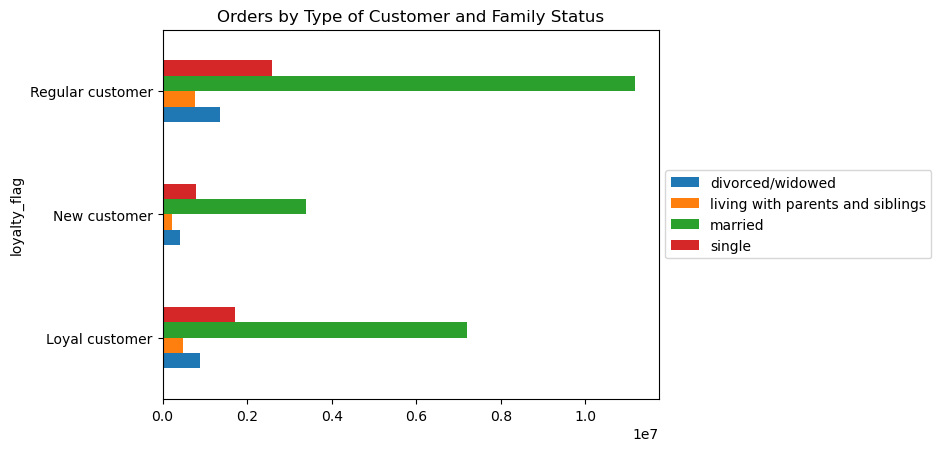 Orders by Type of Customer and Family Status
Regular customer
New customer
Loyal customer
loyalty_flag
0.0 0.2 0.4 0.6 0.8 1.0
1e7
divorced/widowed
living with parents and siblings
married
single